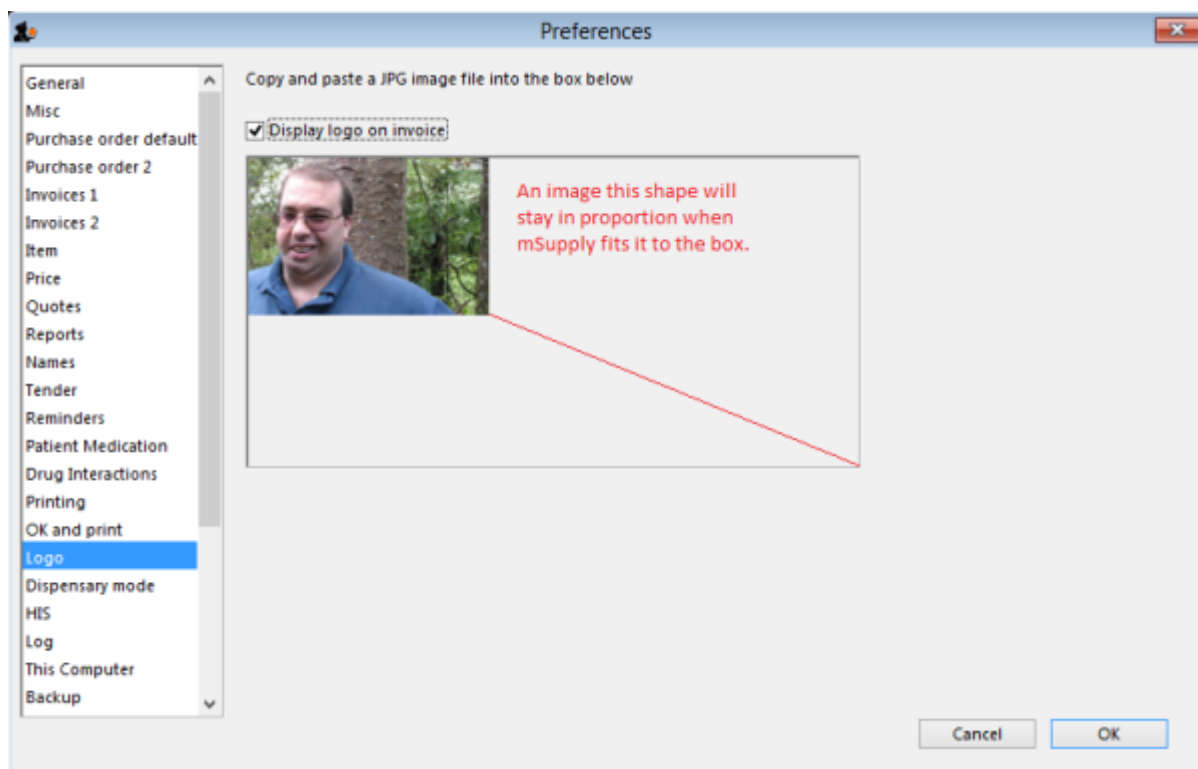 Preferences
General
Misc
Purchase order default
Purchase order 2
Invoices 1
Invoices 2
Item
Price
Quotes
Reports
Names
Tender
Reminders
Patient Medication
Drug Interactions
Printing
OK and print
Logo
Dispensary mode
HIS
Log
This Computer
Backup
Copy and paste a JPG image file into the box below
Display logo on invoice
An image this shape will
stay in proportion when
mSupply fits it to the box.
Cancel
OK